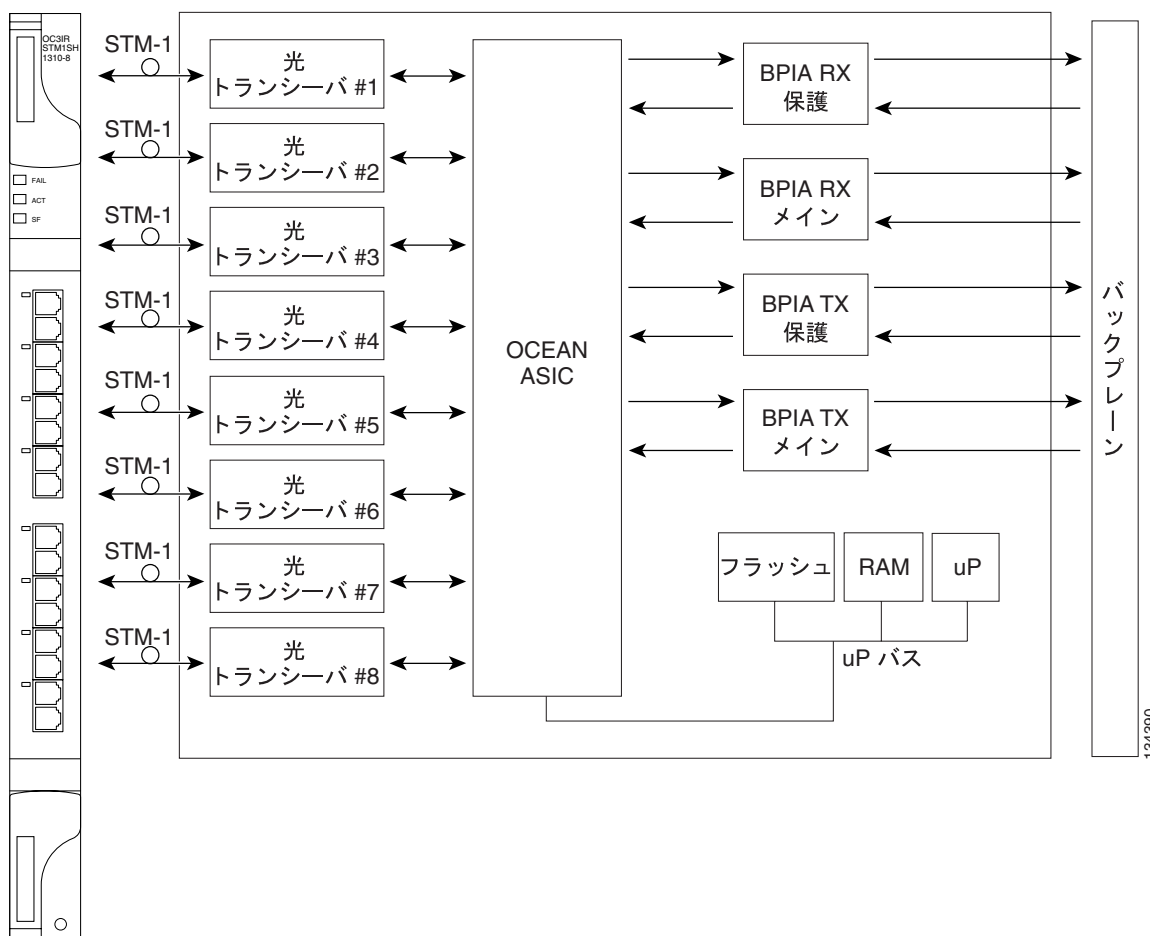 OC3IR
STM1SH
1310-8
FAIL
ACT
SF
STM-1
光
トランシーバ #1
STM-1
光
トランシーバ #2
STM-1
光
トランシーバ #3
STM-1
光
トランシーバ #4
STM-1
光
トランシーバ #5
STM-1
光
トランシーバ #6
STM-1
光
トランシーバ #7
STM-1
光
トランシーバ #8
OCEAN
ASIC
BPIA RX
保護
BPIA RX
メイン
BPIA TX
保護
BPIA TX
メイン
フラッシュ
RAM
uP
uP バス
バックプレーン
134390